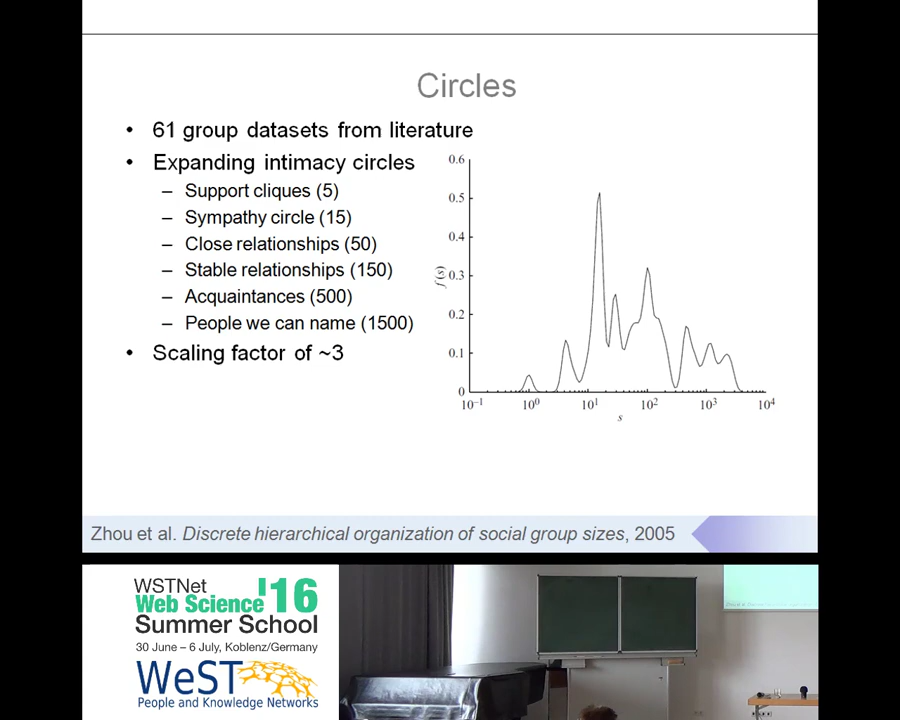 Circles
• 61 group datasets from literature
• Expanding intimacy circles
– Support cliques (5)
– Sympathy circle (15)
– Close relationships (50)
– Stable relationships (150)
– Acquaintances (500)
– People we can name (1500)
• Scaling factor of ~3
0.6
0.5
0.4
0.3
0.2
0.1
0
f(s)
10⁻¹ 10⁰ 10¹ 10² 10³ 10⁴
s
Zhou et al. Discrete hierarchical organization of social group sizes, 2005
WSTNet
Web Science '16
Summer School
30 June – 6 July, Koblenz/Germany
WeST
People and Knowledge Networks